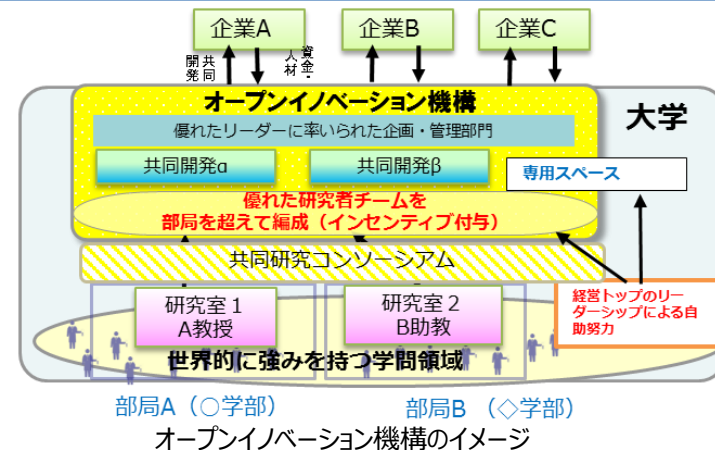 企業A
企業B
企業C
共同
開発
資金・
人材
オープンイノベーション機構
大学
優れたリーダーに率いられた企画・管理部門
共同開発α
共同開発β
専用スペース
優れた研究者チームを
部局を超えて編成（インセンティブ付与）
共同研究コンソーシアム
研究室１
A教授
研究室２
B助教
経営トップのリー
ダーシップによる自
助努力
世界的に強みを持つ学問領域
部局A（○学部）
部局B （◇学部）
オープンイノベーション機構のイメージ